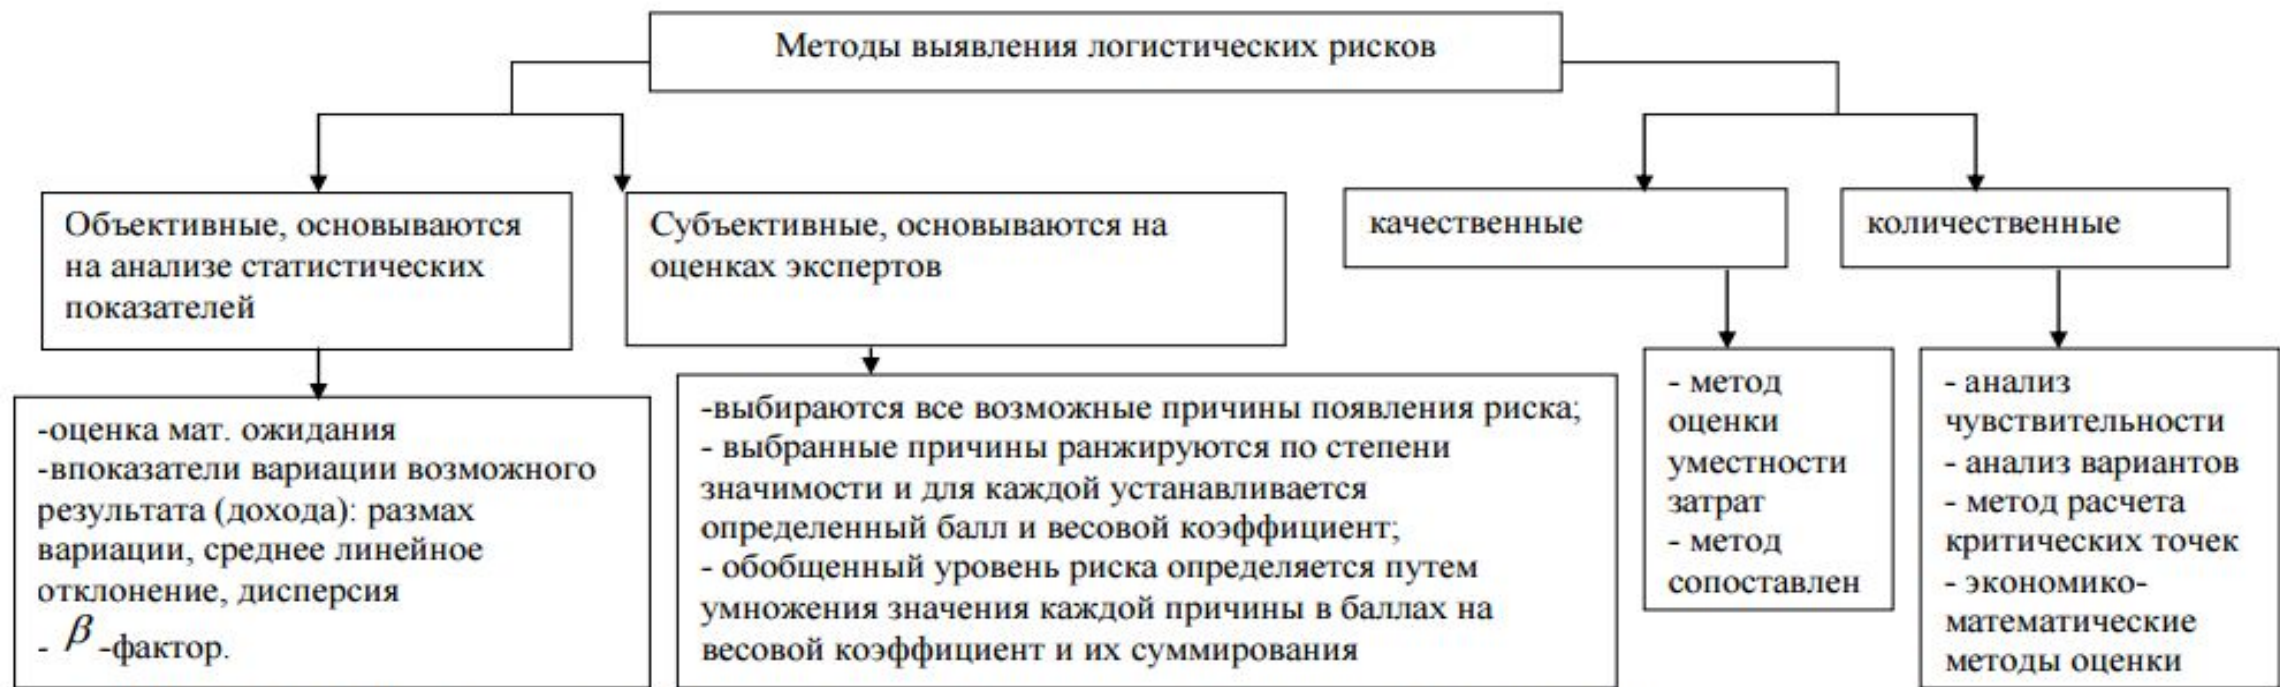 Методы выявления логистических рисков
Объективные, основываются
на анализе статистических
показателей
Субъективные, основываются на
оценках экспертов
качественные
количественные
-оценка мат. ожидания
-впоказатели вариации возможного
результата (дохода): размах
вариации, среднее линейное
отклонение, дисперсия
- β -фактор.
-выбираются все возможные причины появления риска;
- выбранные причины ранжируются по степени
значимости и для каждой устанавливается
определенный балл и весовой коэффициент;
- обобщенный уровень риска определяется путем
умножения значения каждой причины в баллах на
весовой коэффициент и их суммирования
- метод
оценки
уместности
затрат
- метод
сопоставлен
- анализ
чувствительности
- анализ вариантов
- метод расчета
критических точек
- экономико-
математические
методы оценки